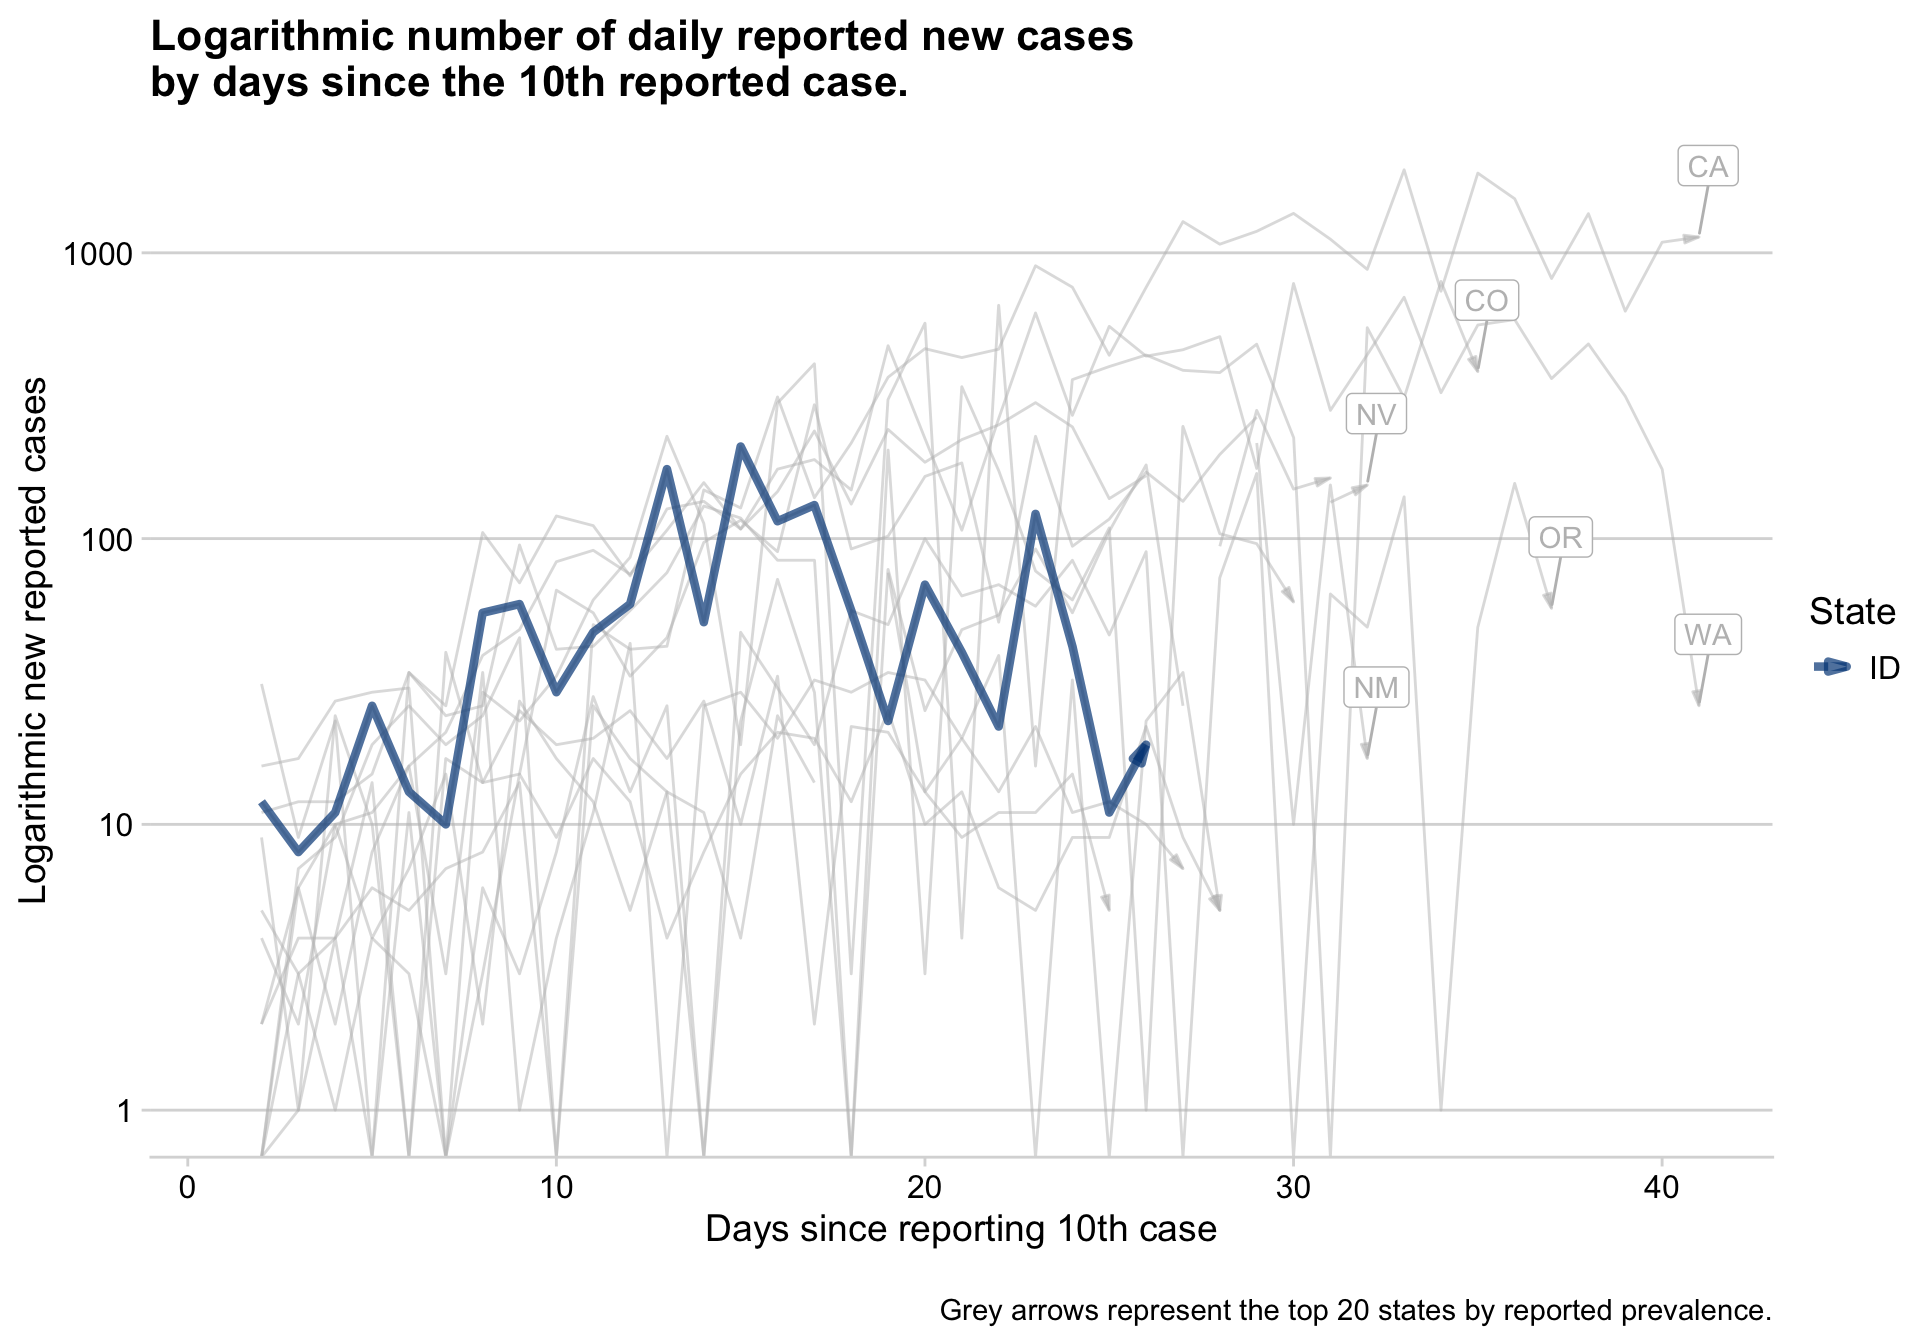 Logarithmic number of daily reported new cases
by days since the 10th reported case.
CA
1000
CO
NV
100
OR
WA
NM
10
1
Logarithmic new reported cases
State
ID
0 10 20 30 40
Days since reporting 10th case
Grey arrows represent the top 20 states by reported prevalence.